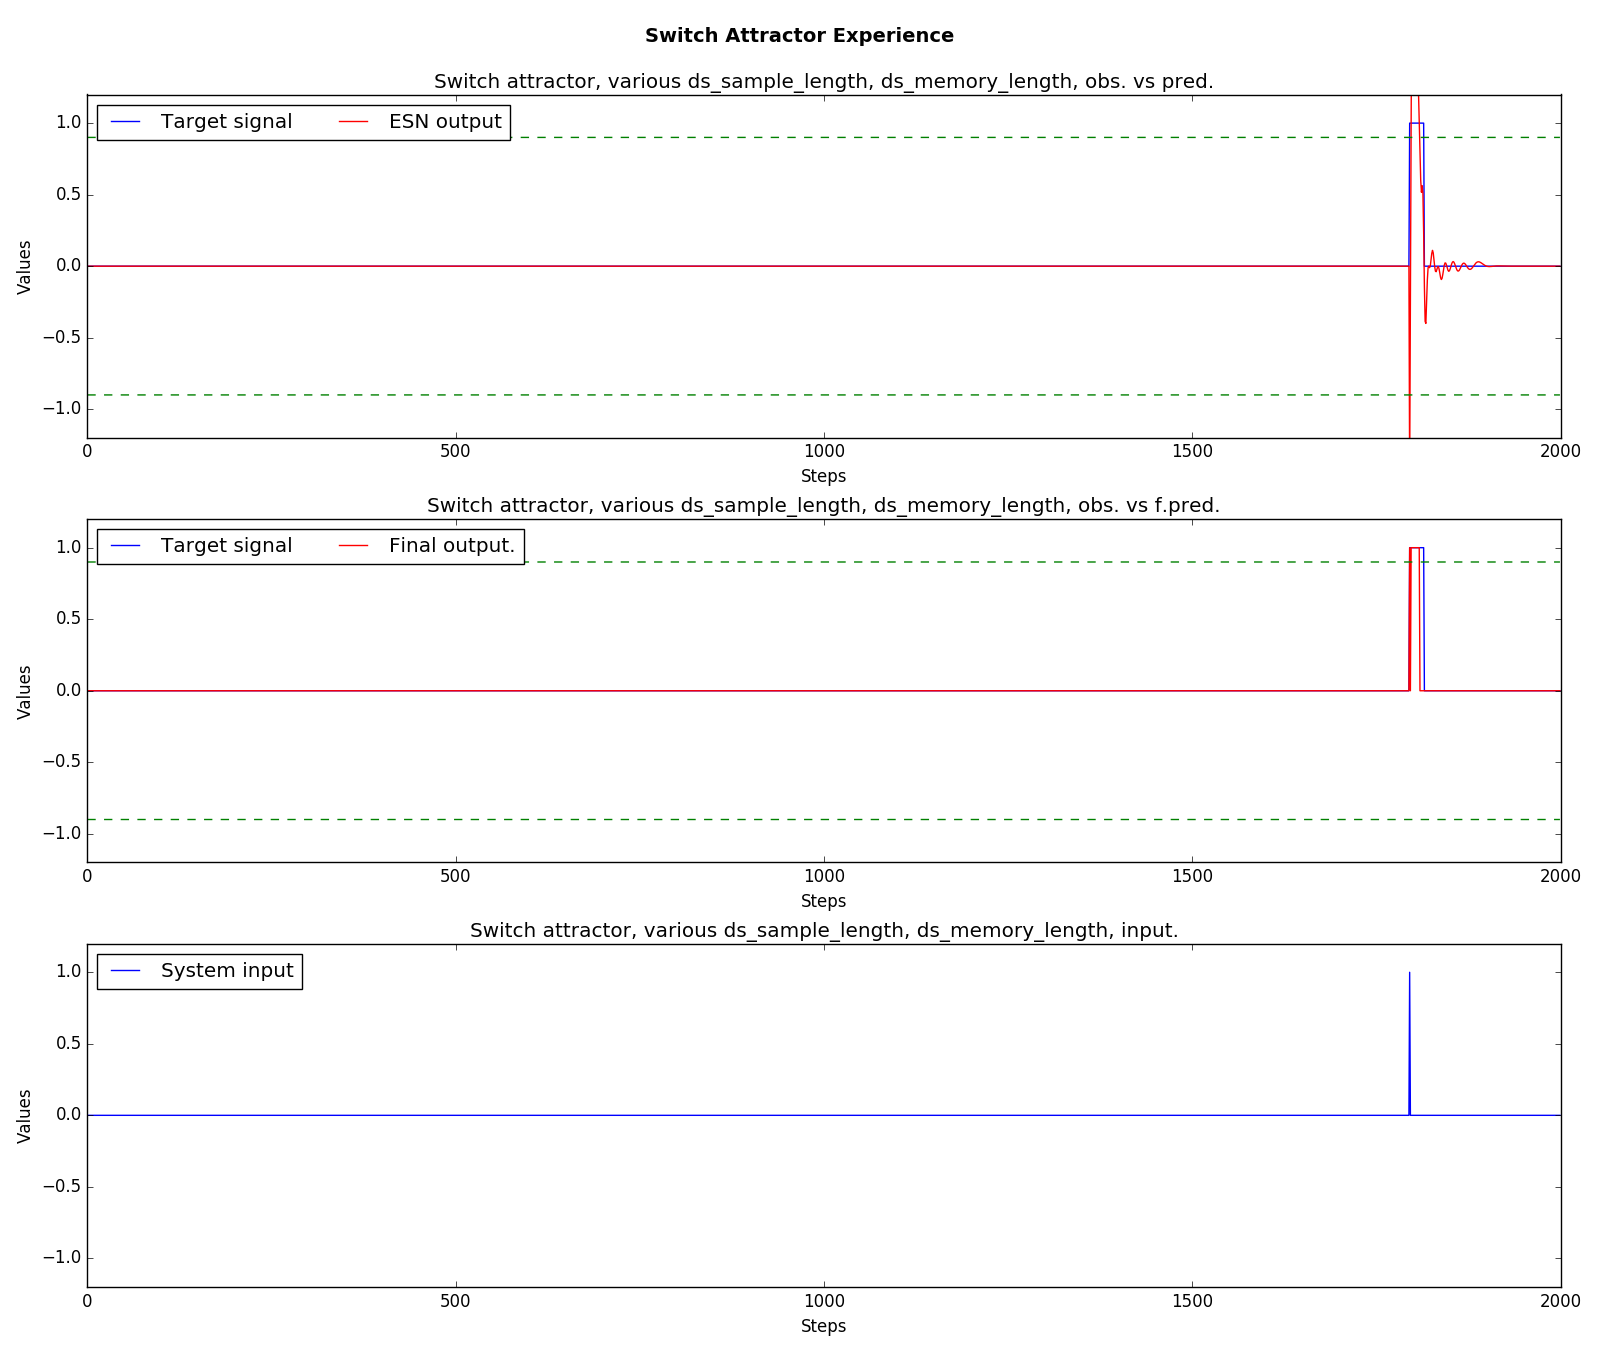 Switch Attractor Experience
Switch attractor, various ds_sample_length, ds_memory_length, obs. vs pred.
Target signal ESN output
1.0
0.5
0.0
−0.5
−1.0
Values
0 500 1000 1500 2000
Steps
Switch attractor, various ds_sample_length, ds_memory_length, obs. vs f.pred.
Target signal Final output.
1.0
0.5
0.0
−0.5
−1.0
Values
0 500 1000 1500 2000
Steps
Switch attractor, various ds_sample_length, ds_memory_length, input.
System input
1.0
0.5
0.0
−0.5
−1.0
Values
0 500 1000 1500 2000
Steps